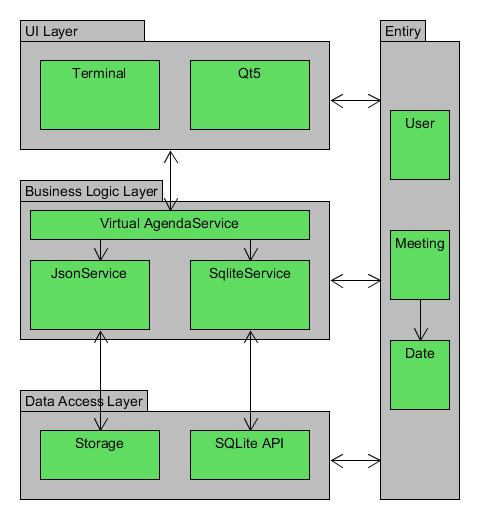 UI Layer
Terminal
Qt5
Business Logic Layer
Virtual AgendaService
JsonService
SqliteService
Data Access Layer
Storage
SQLite API
Entiry
User
Meeting
Date